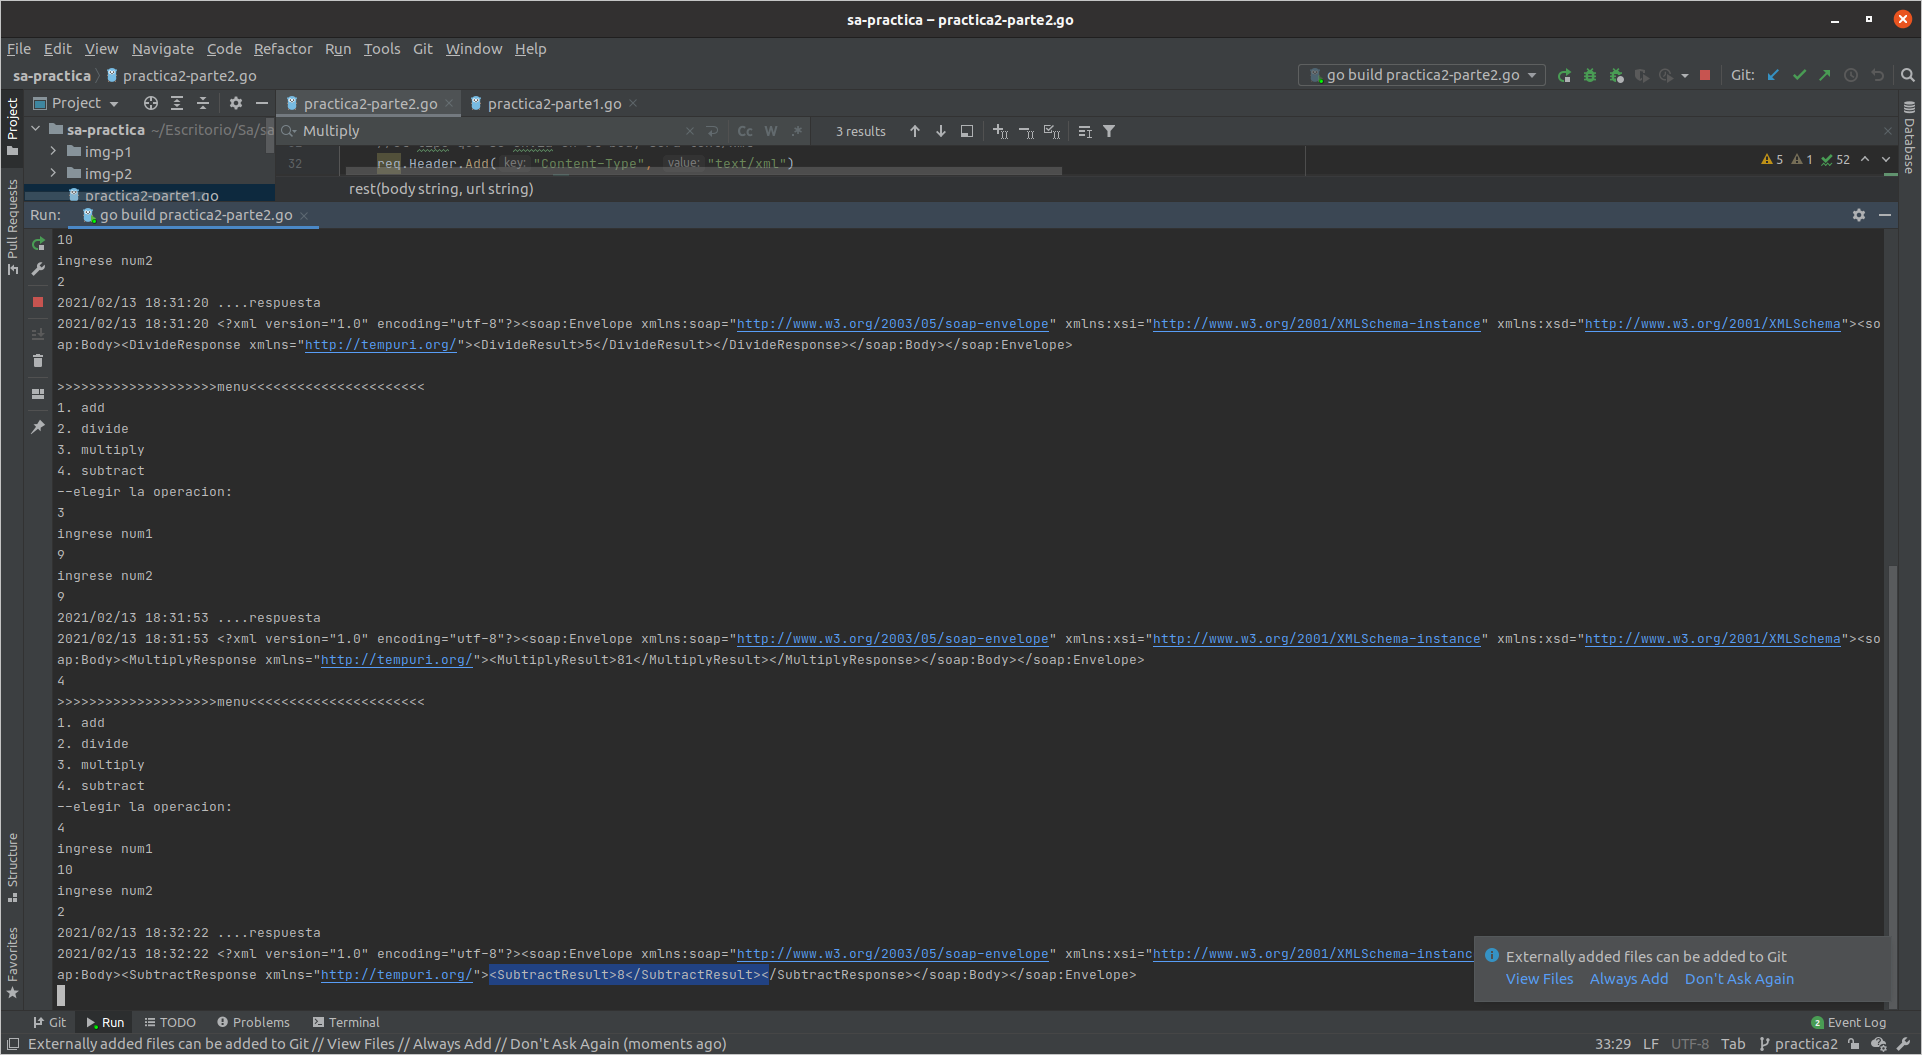 sa-practica – practica2-parte2.go
File Edit View Navigate Code Refactor Run Tools Git Window Help
sa-practica practica2-parte2.go go build practica2-parte2.go Git:
Project practica2-parte2.go practica2-parte1.go
sa-practica ~/Escritorio/Sa/sa Multiply Cc W .* 3 results
img-p1
32 req.Header.Add( key: "Content-Type", value: "text/xml") 5 1 52
img-p2
practica2-parte1.go rest(body string, url string)
Run: go build practica2-parte2.go
Project
Pull Requests
Structure
Favorites
Database
10
ingrese num2
2
2021/02/13 18:31:20 ....respuesta
2021/02/13 18:31:20 <?xml version="1.0" encoding="utf-8"?><soap:Envelope xmlns:soap="http://www.w3.org/2003/05/soap-envelope" xmlns:xsi="http://www.w3.org/2001/XMLSchema-instance" xmlns:xsd="http://www.w3.org/2001/XMLSchema"><so
ap:Body><DivideResponse xmlns="http://tempuri.org/"><DivideResult>5</DivideResult></DivideResponse></soap:Body></soap:Envelope>
>>>>>>>>>>>>>>>>>>>>menu<<<<<<<<<<<<<<<<<<<<<<
1. add
2. divide
3. multiply
4. subtract
--elegir la operacion:
3
ingrese num1
9
ingrese num2
9
2021/02/13 18:31:53 ....respuesta
2021/02/13 18:31:53 <?xml version="1.0" encoding="utf-8"?><soap:Envelope xmlns:soap="http://www.w3.org/2003/05/soap-envelope" xmlns:xsi="http://www.w3.org/2001/XMLSchema-instance" xmlns:xsd="http://www.w3.org/2001/XMLSchema"><so
ap:Body><MultiplyResponse xmlns="http://tempuri.org/"><MultiplyResult>81</MultiplyResult></MultiplyResponse></soap:Body></soap:Envelope>
4
>>>>>>>>>>>>>>>>>>>>menu<<<<<<<<<<<<<<<<<<<<<<
1. add
2. divide
3. multiply
4. subtract
--elegir la operacion:
4
ingrese num1
10
ingrese num2
2
2021/02/13 18:32:22 ....respuesta
2021/02/13 18:32:22 <?xml version="1.0" encoding="utf-8"?><soap:Envelope xmlns:soap="http://www.w3.org/2003/05/soap-envelope" xmlns:xsi="http://www.w3.org/2001/XMLSchema-instanc
ap:Body><SubtractResponse xmlns="http://tempuri.org/"><SubtractResult>8</SubtractResult></SubtractResponse></soap:Body></soap:Envelope>
Externally added files can be added to Git
View Files Always Add Don't Ask Again
Git Run TODO Problems Terminal 2 Event Log
Externally added files can be added to Git // View Files // Always Add // Don't Ask Again (moments ago) 33:29 LF UTF-8 Tab practica2